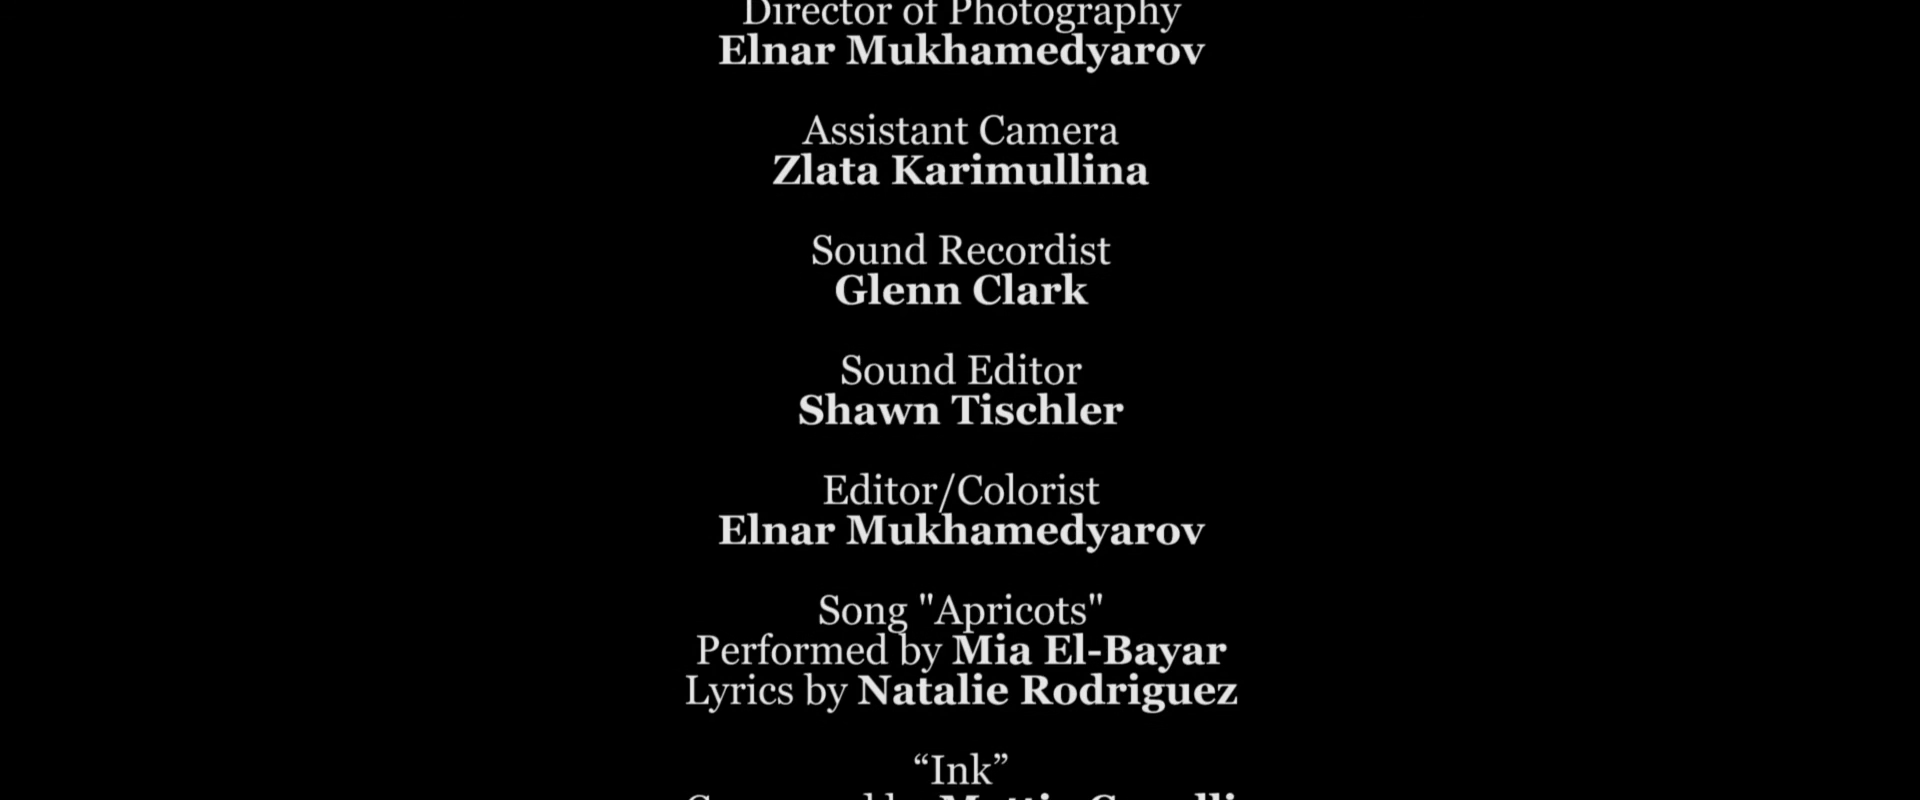 Director of Photography
Elnar Mukhamedyarov
Assistant Camera
Zlata Karimullina
Sound Recordist
Glenn Clark
Sound Editor
Shawn Tischler
Editor/Colorist
Elnar Mukhamedyarov
Song "Apricots"
Performed by Mia El-Bayar
Lyrics by Natalie Rodriguez
“Ink”